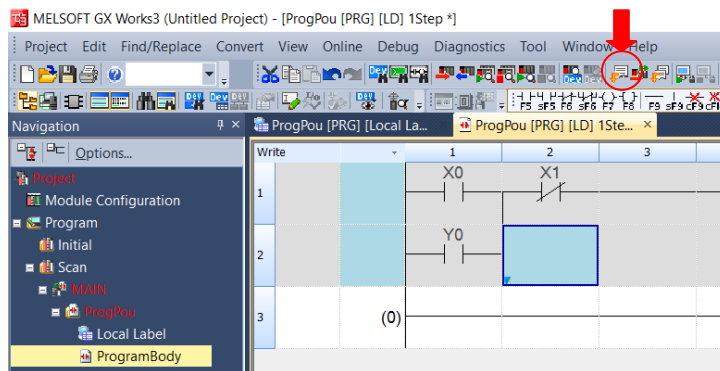 MELSOFT GX Works3 (Untitled Project) - [ProgPou [PRG] [LD] 1Step *]
Project Edit Find/Replace Convert View Online Debug Diagnostics Tool Window Help
F5 sF5 F6 sF6 F7 F8 F9 sF9 cF9
Navigation
ProgPou [PRG] [Local La...
ProgPou [PRG] [LD] 1Ste...
Options...
Write 1 2 3
Project
Module Configuration
Program
Initial
Scan
MAIN
ProgPou
Local Label
ProgramBody
X0 X1
1
Y0
2
3 (0)